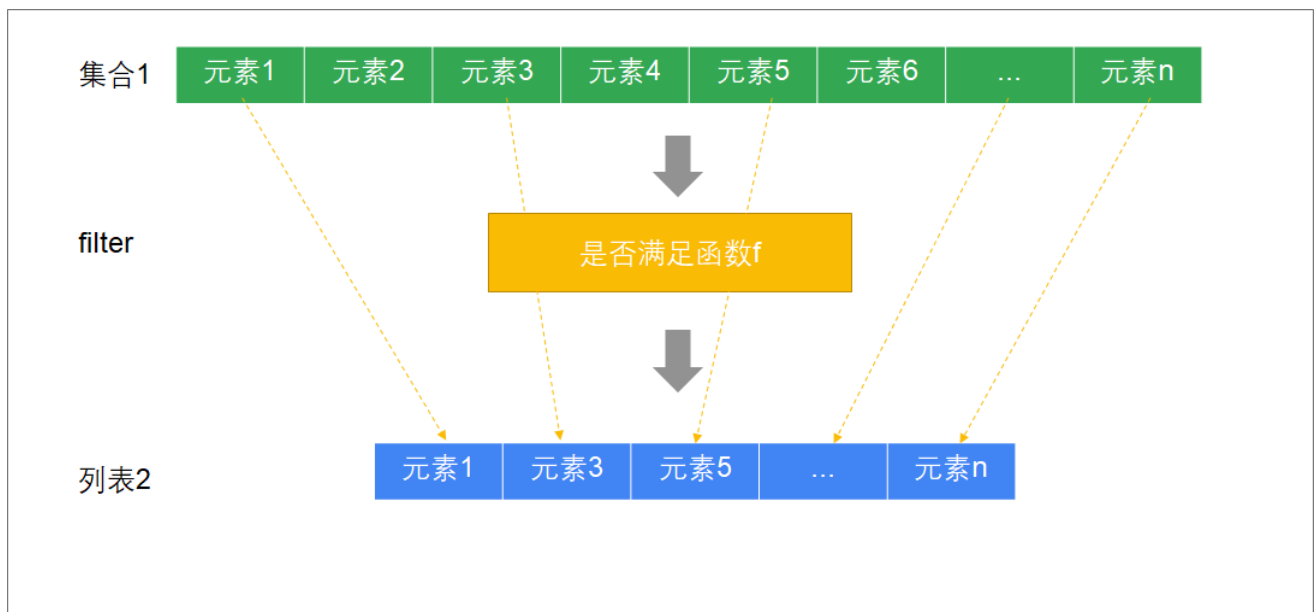 集合1 元素1 元素2 元素3 元素4 元素5 元素6 ... 元素n
filter 是否满足函数f
列表2 元素1 元素3 元素5 ... 元素n